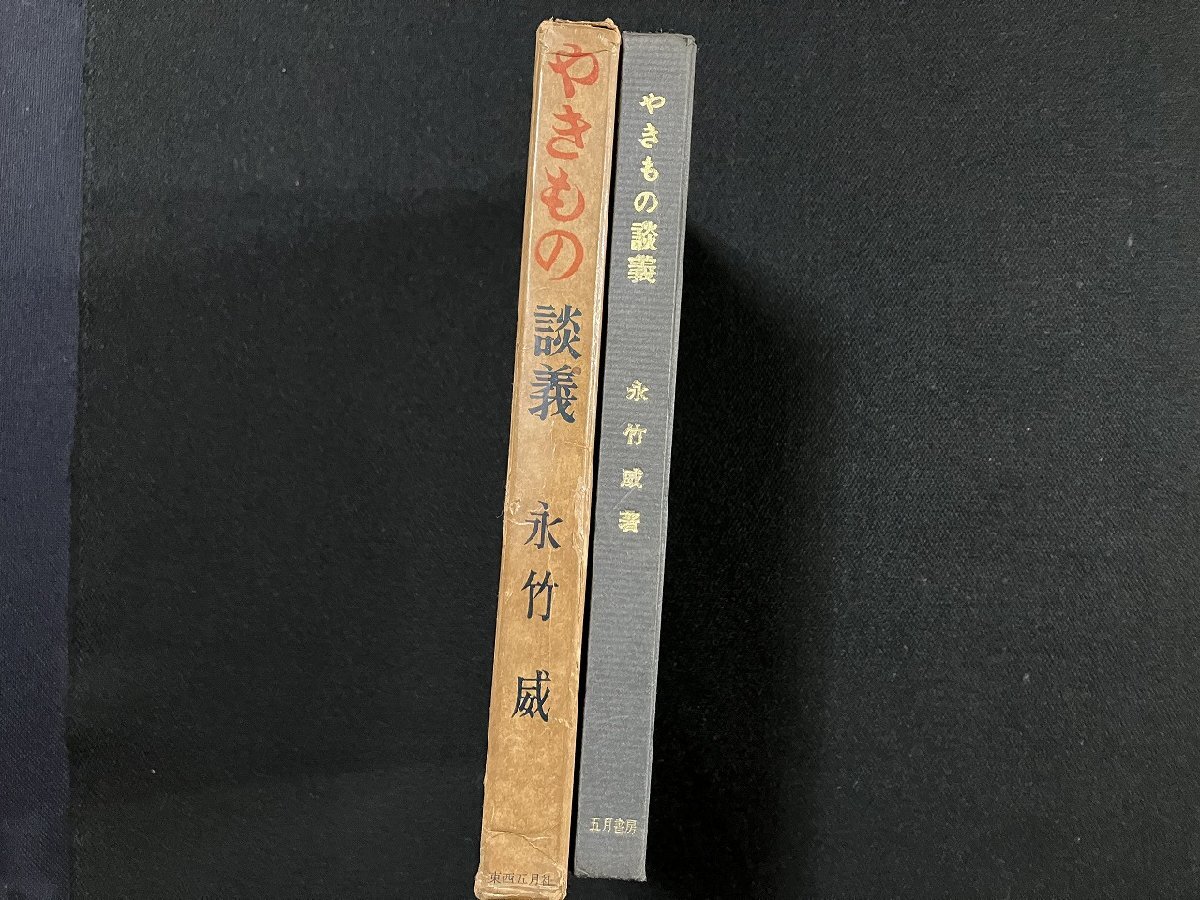 やきもの
談義
永竹威
東西五月社
やきもの談義
永竹威/著
五月書房